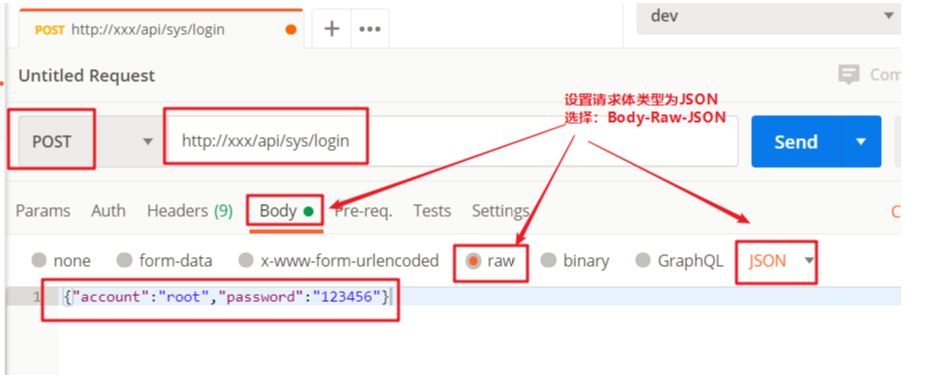 POST http://xxx/api/sys/login
dev
Untitled Request
设置请求体类型为JSON
选择：Body-Raw-JSON
POST
http://xxx/api/sys/login
Send
Params Auth Headers (9) Body Pre-req. Tests Settings
none form-data x-www-form-urlencoded raw binary GraphQL JSON
1 {"account":"root","password":"123456"}